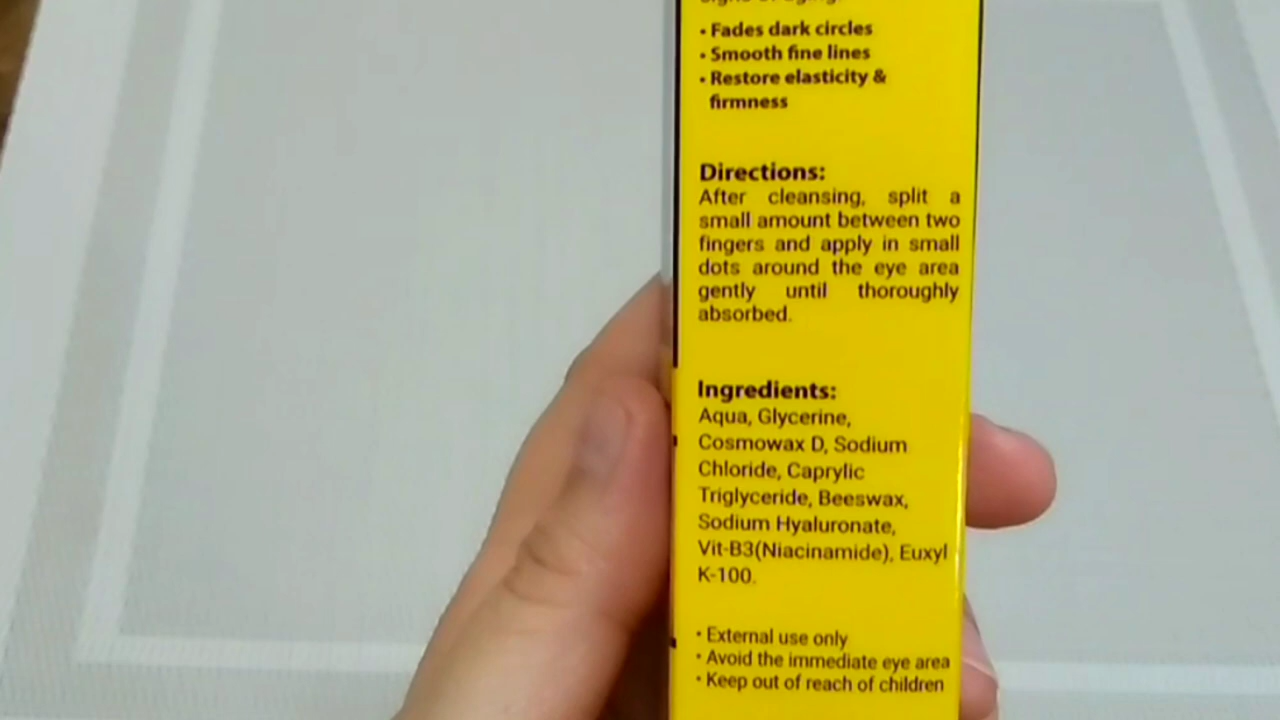 • Fades dark circles
• Smooth fine lines
• Restore elasticity &
firmness
Directions:
After cleansing, split a
small amount between two
fingers and apply in small
dots around the eye area
gently until thoroughly
absorbed.
Ingredients:
Aqua, Glycerine,
Cosmowax D, Sodium
Chloride, Caprylic
Triglyceride, Beeswax,
Sodium Hyaluronate,
Vit-B3(Niacinamide), Euxyl
K-100.
• External use only
• Avoid the immediate eye area
• Keep out of reach of children